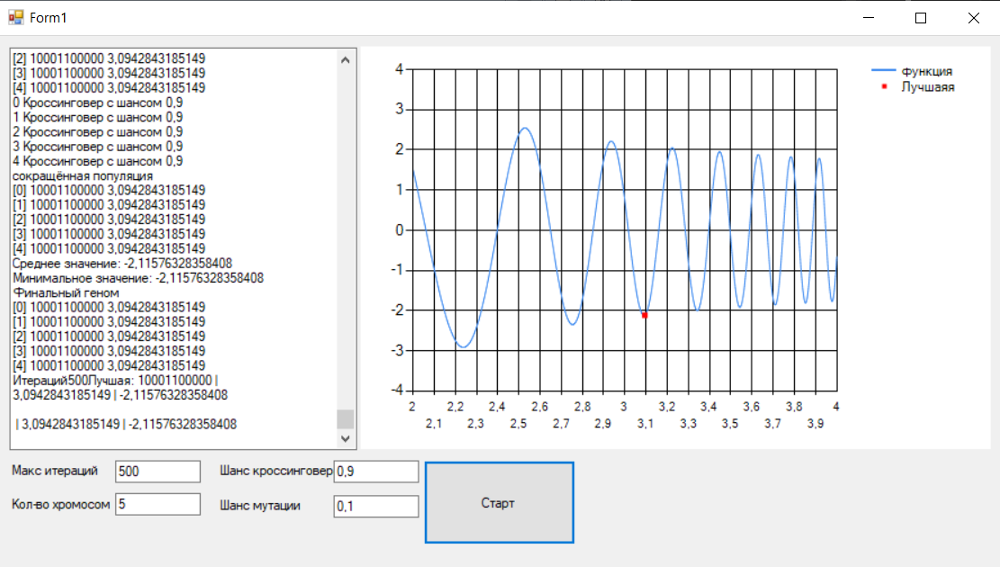 Form1
[2] 10001100000 3,0942843185149
[3] 10001100000 3,0942843185149
[4] 10001100000 3,0942843185149
0 Кроссинговер с шансом 0,9
1 Кроссинговер с шансом 0,9
2 Кроссинговер с шансом 0,9
3 Кроссинговер с шансом 0,9
4 Кроссинговер с шансом 0,9
сокращённая популяция
[0] 10001100000 3,0942843185149
[1] 10001100000 3,0942843185149
[2] 10001100000 3,0942843185149
[3] 10001100000 3,0942843185149
[4] 10001100000 3,0942843185149
Среднее значение: -2,11576328358408
Минимальное значение: -2,11576328358408
Финальный геном
[0] 10001100000 3,0942843185149
[1] 10001100000 3,0942843185149
[2] 10001100000 3,0942843185149
[3] 10001100000 3,0942843185149
[4] 10001100000 3,0942843185149
Итераций500Лучшая: 10001100000 |
3,0942843185149 | -2,11576328358408
| 3,0942843185149 | -2,11576328358408
4
3
2
1
0
-1
-2
-3
-4
2 2,2 2,4 2,6 2,8 3 3,2 3,4 3,6 3,8 4
2,1 2,3 2,5 2,7 2,9 3,1 3,3 3,5 3,7 3,9
функция
Лучшаяя
Макс итераций 500 Шанс кроссинговер 0,9
Кол-во хромосом 5 Шанс мутации 0,1
Старт